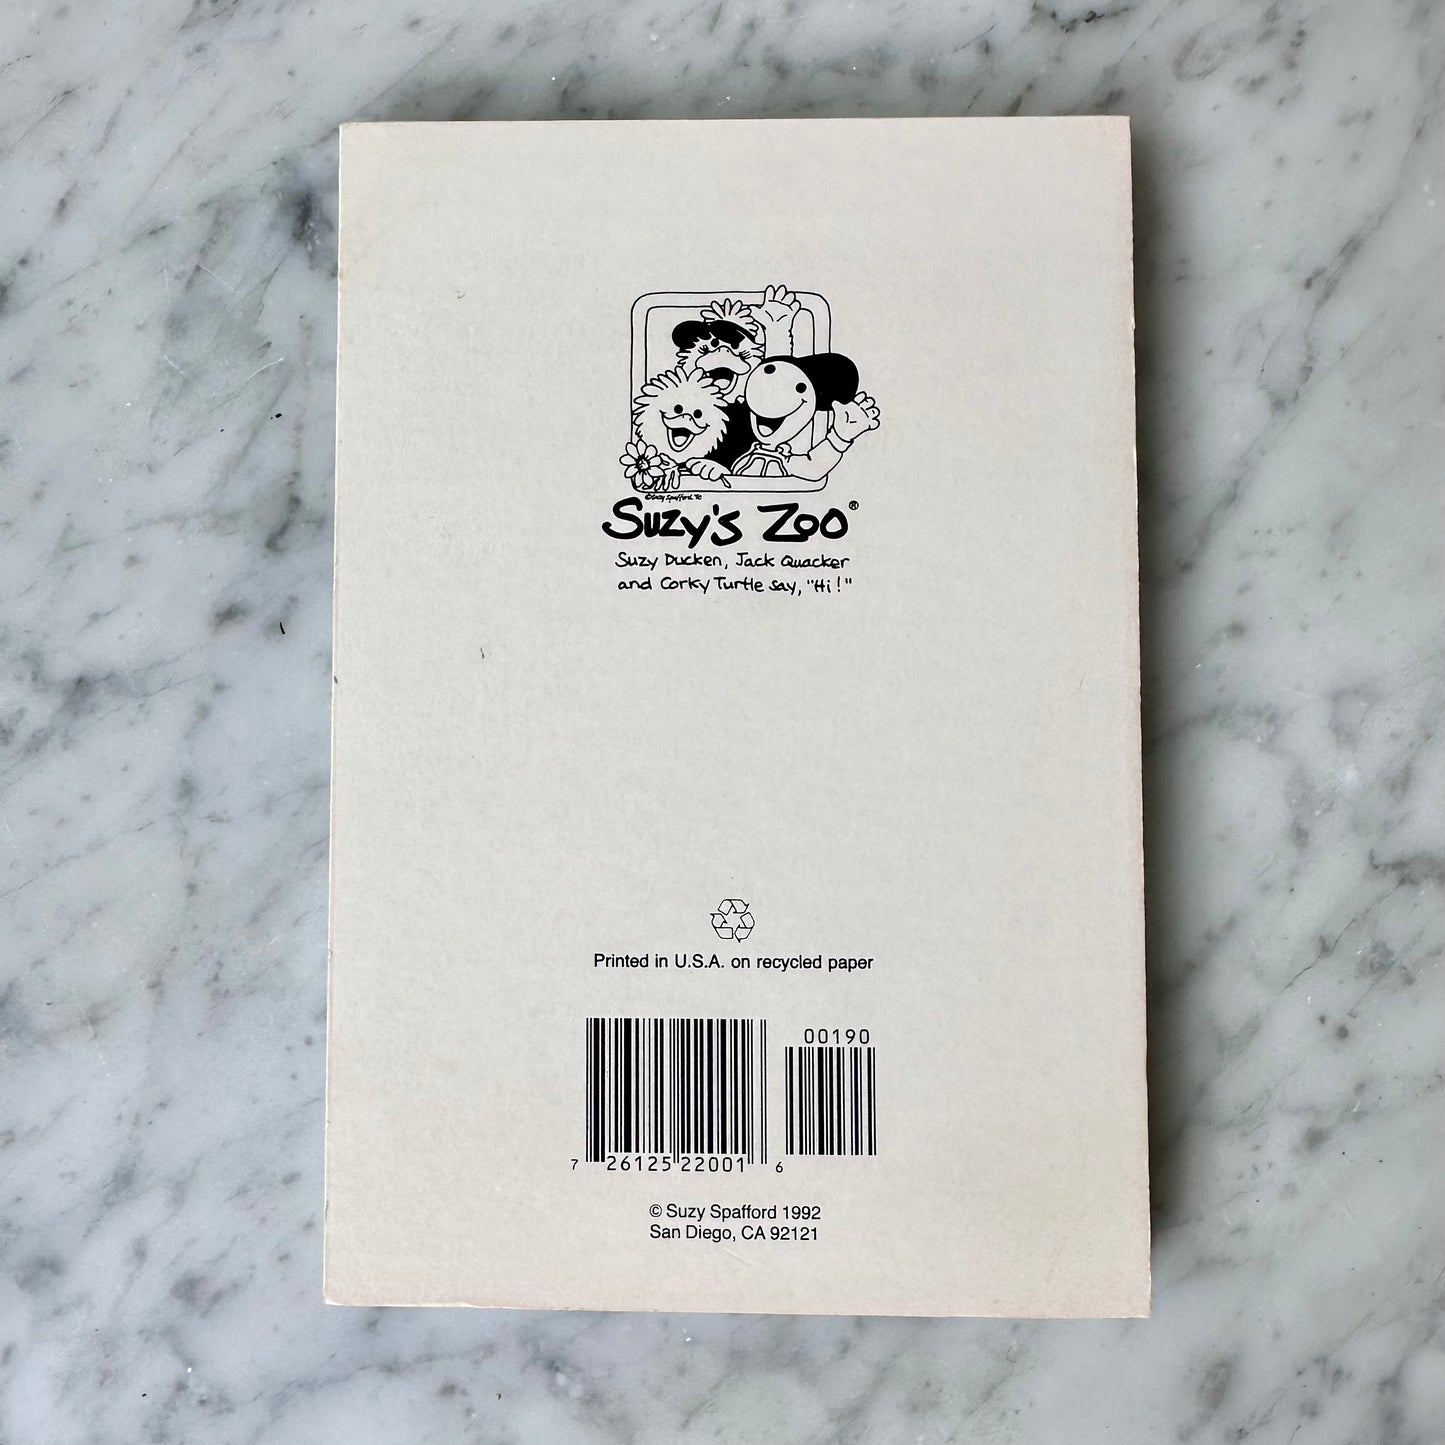 ©Suzy Spafford '90
Suzy's Zoo®
Suzy Ducken, Jack Quacker
and Corky Turtle say, "Hi!"
Printed in U.S.A. on recycled paper
00190
7 26125 22001 6
© Suzy Spafford 1992
San Diego, CA 92121